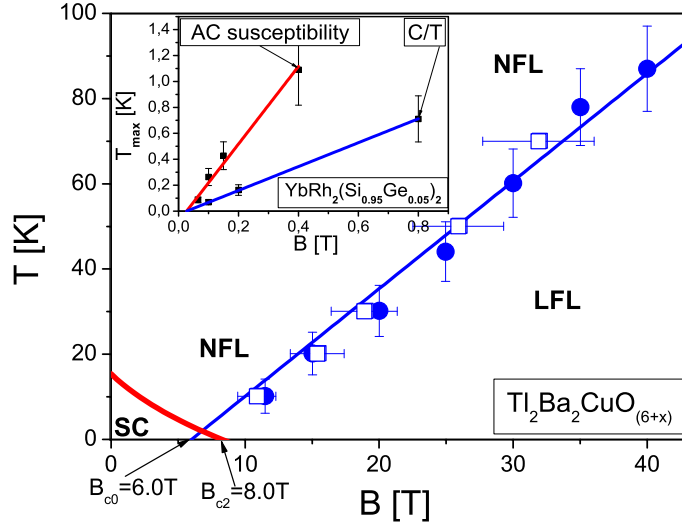 100
80
60
40
20
0
T [K]
0
10
20
30
40
B [T]
NFL
NFL
LFL
SC
Tl2Ba2CuO(6+x)
Bc0=6.0T
Bc2=8.0T
1,4
1,2
1,0
0,8
0,6
0,4
0,2
0,0
Tmax [K]
0,0
0,2
0,4
0,6
0,8
B [T]
AC susceptibility
C/T
YbRh2(Si0.95Ge0.05)2